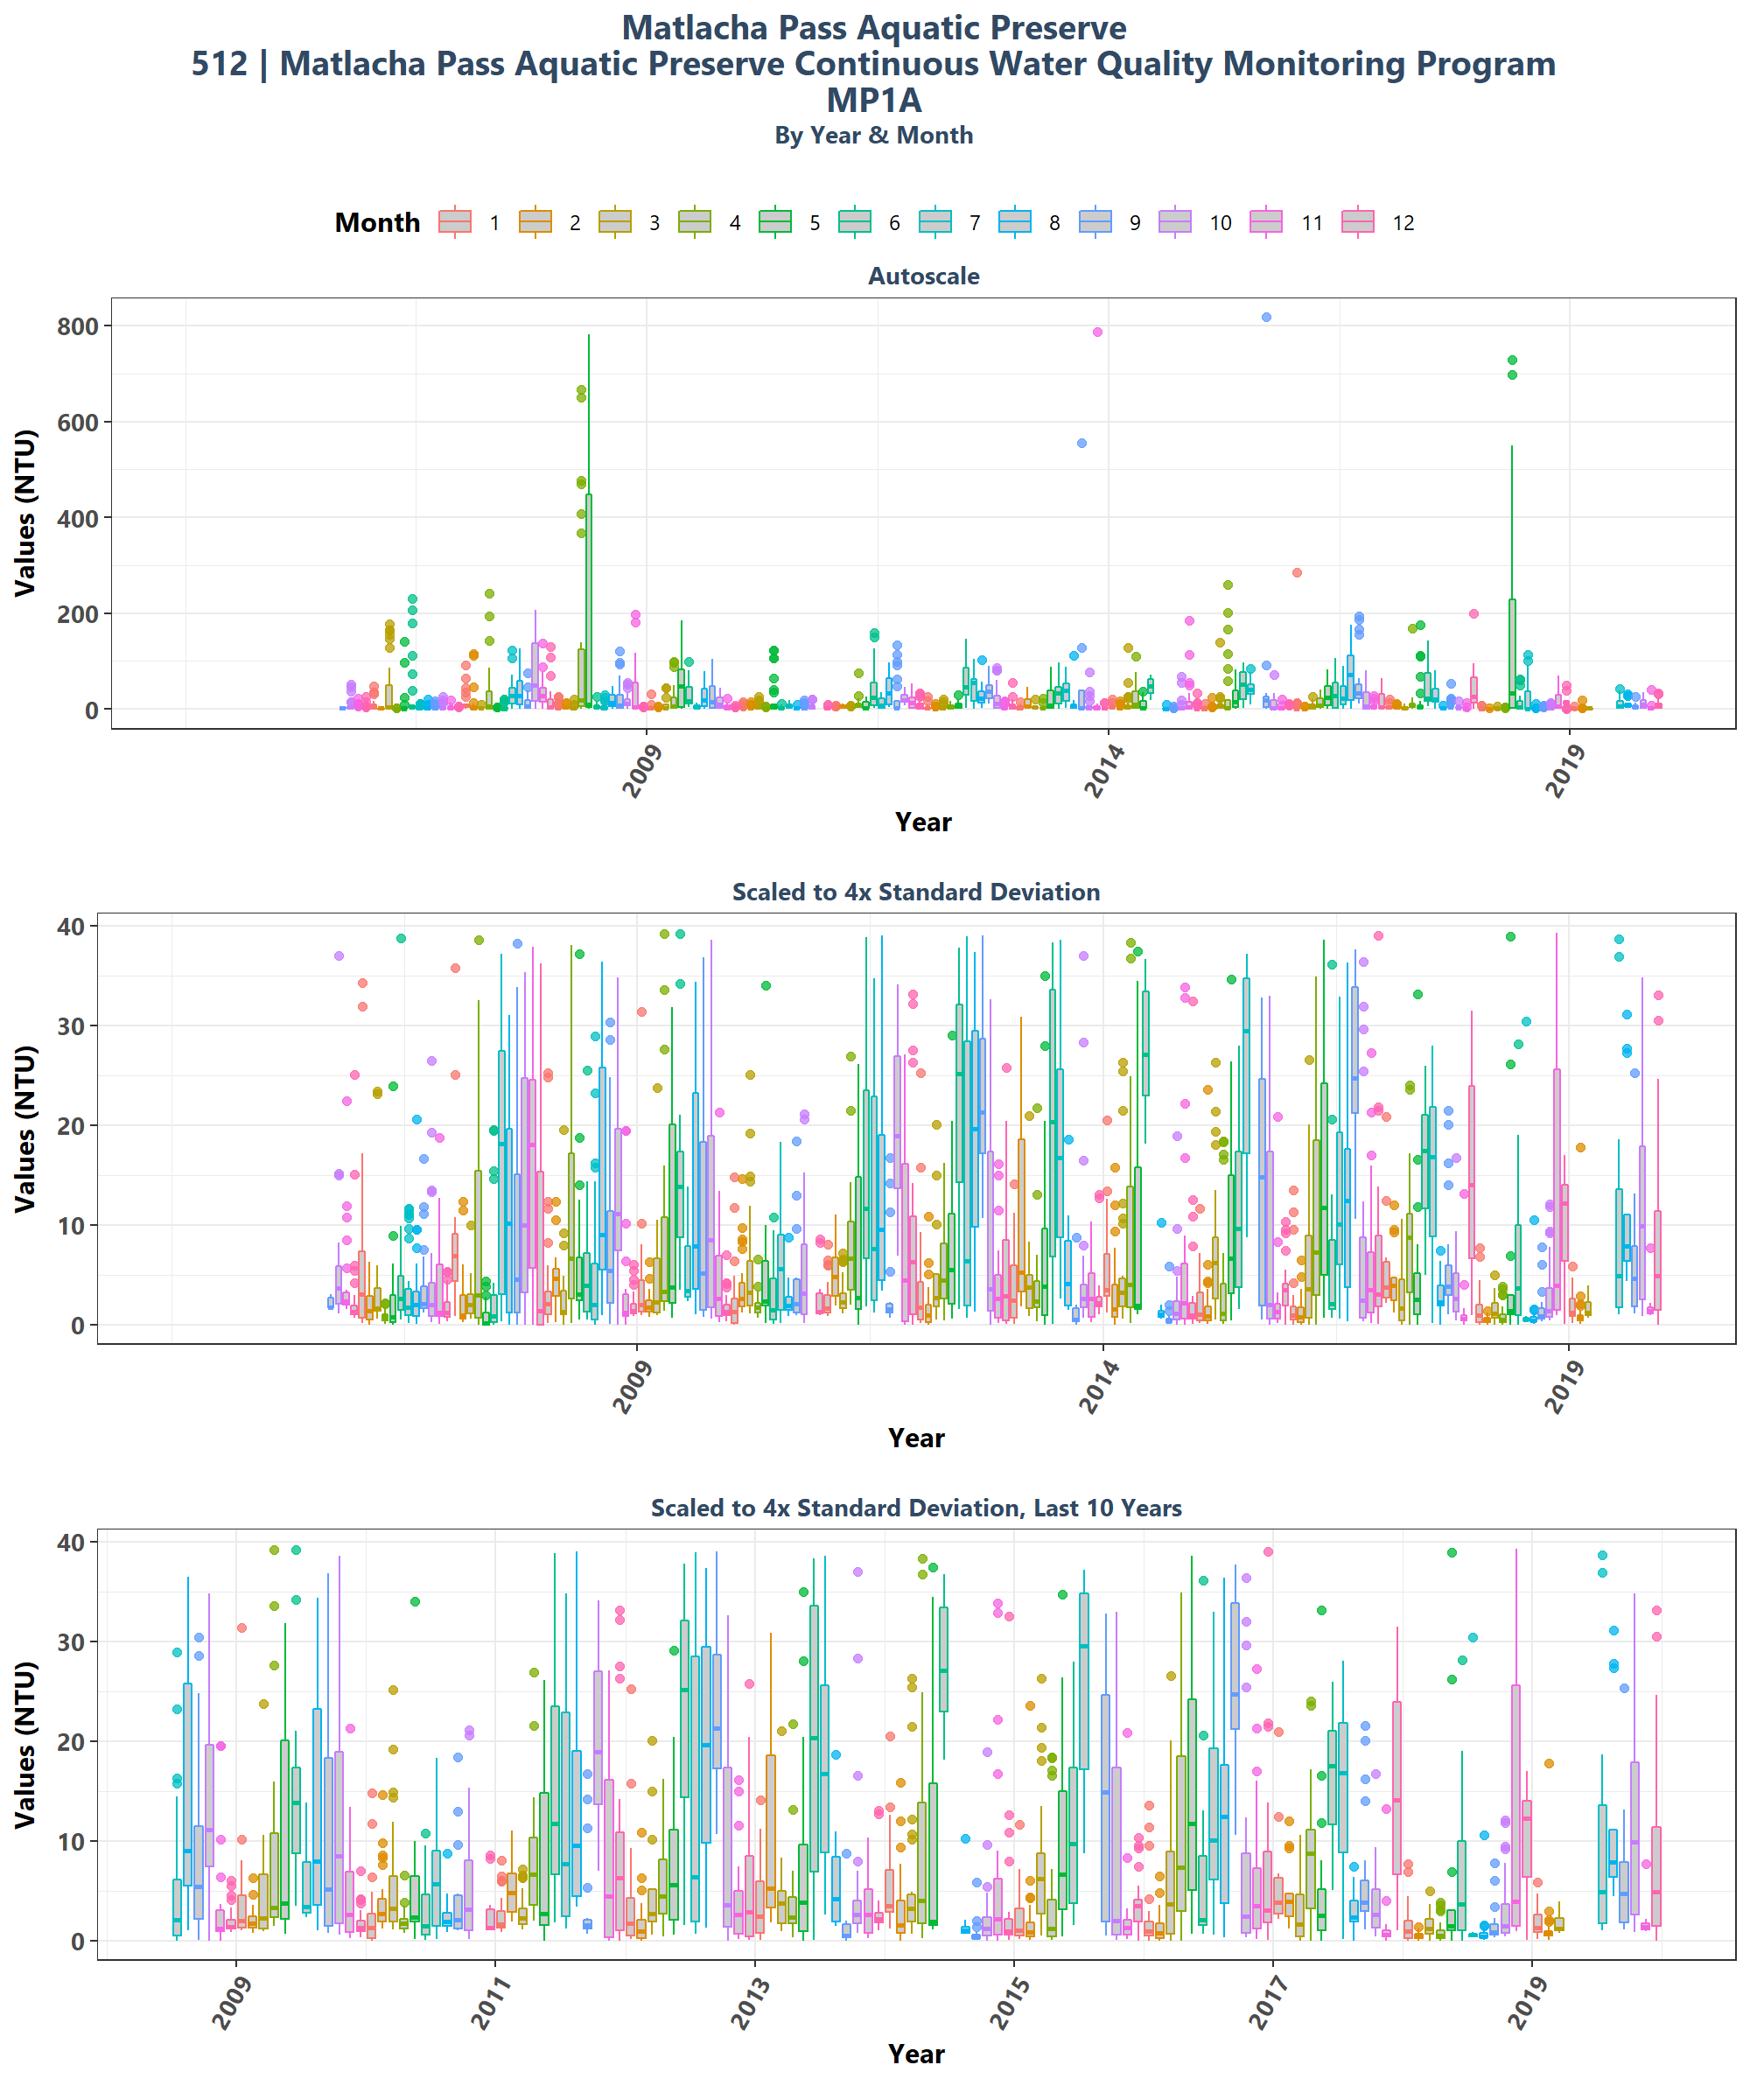 Matlacha Pass Aquatic Preserve
512 | Matlacha Pass Aquatic Preserve Continuous Water Quality Monitoring Program
MP1A
By Year & Month
Month 1 2 3 4 5 6 7 8 9 10 11 12
Autoscale
Values (NTU)
800
600
400
200
0
2009 2014 2019
Year
Scaled to 4x Standard Deviation
Values (NTU)
40
30
20
10
0
2009 2014 2019
Year
Scaled to 4x Standard Deviation, Last 10 Years
Values (NTU)
40
30
20
10
0
2009 2011 2013 2015 2017 2019
Year